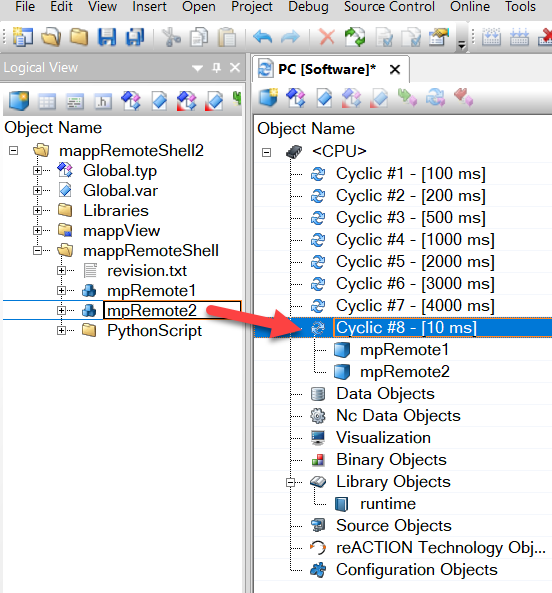 File Edit View Open Project Debug Source Control Online Tools
Logical View
Object Name
mappRemoteShell2
Global.typ
Global.var
Libraries
mappView
mappRemoteShell
revision.txt
mpRemote1
mpRemote2
PythonScript
PC [Software]*
Object Name
<CPU>
Cyclic #1 - [100 ms]
Cyclic #2 - [200 ms]
Cyclic #3 - [500 ms]
Cyclic #4 - [1000 ms]
Cyclic #5 - [2000 ms]
Cyclic #6 - [3000 ms]
Cyclic #7 - [4000 ms]
Cyclic #8 - [10 ms]
mpRemote1
mpRemote2
Data Objects
Nc Data Objects
Visualization
Binary Objects
Library Objects
runtime
Source Objects
reACTION Technology Obj...
Configuration Objects